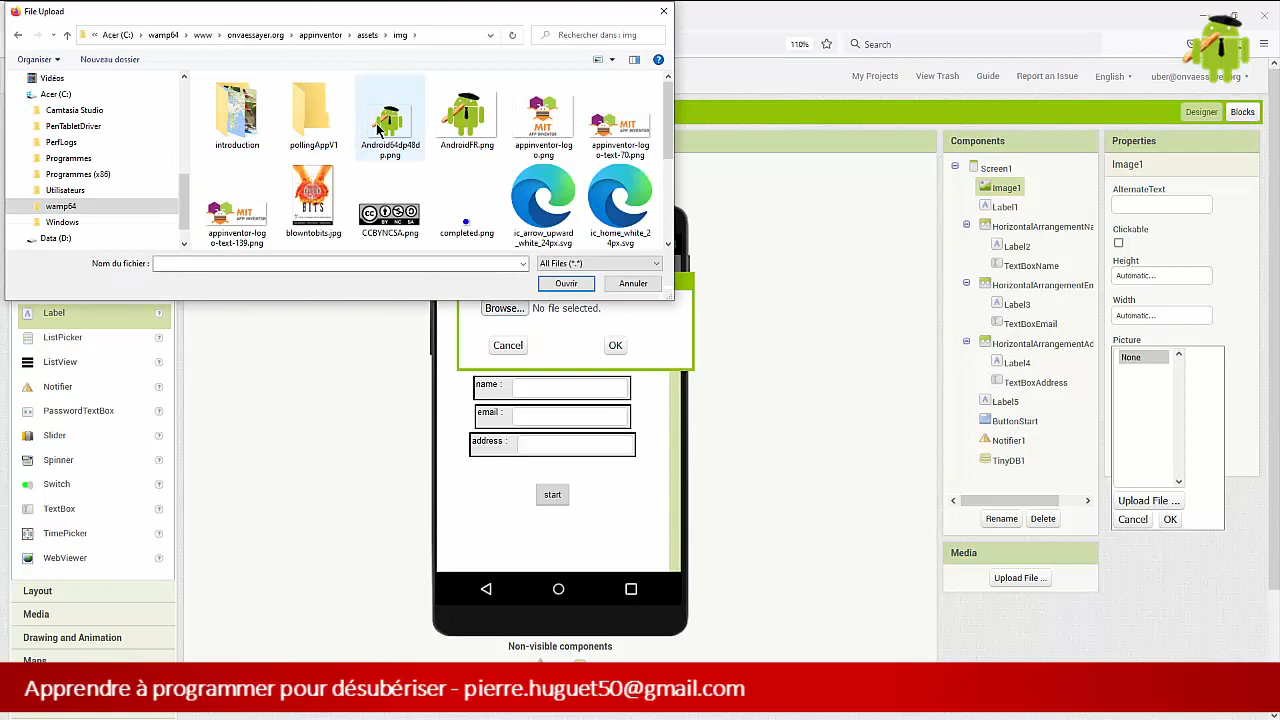 File Upload
Acer (C:) wamp64 www onvaessayer.org appinventor assets img
Rechercher dans : img
110%
Search
Organiser
Nouveau dossier
My Projects View Trash Guide Report an Issue English uber@onvaessayer.org
Designer Blocks
Vidéos
Acer (C:)
Camtasia Studio
PenTabletDriver
PerfLogs
Programmes
Programmes (x86)
Utilisateurs
wamp64
Windows
Data (D:)
introduction
pollingAppV1
Android64dp48d
p.png
AndroidFR.png
appinventor-log
o.png
appinventor-log
o-text-70.png
appinventor-log
o-text-139.png
blowntobits.jpg
CCBYNCSA.png
completed.png
ic_arrow_upward
_white_24px.svg
ic_home_white_2
4px.svg
Nom du fichier :
All Files (*.*)
Ouvrir
Annuler
Browse...
No file selected.
Cancel
OK
name :
email :
address :
start
Non-visible components
Label
ListPicker
ListView
Notifier
PasswordTextBox
Slider
Spinner
Switch
TextBox
TimePicker
WebViewer
Layout
Media
Drawing and Animation
Maps
Components
Screen1
Image1
Label1
HorizontalArrangementNa
Label2
TextBoxName
HorizontalArrangementEm
Label3
TextBoxEmail
HorizontalArrangementAd
Label4
TextBoxAddress
Label5
ButtonStart
Notifier1
TinyDB1
Rename
Delete
Media
Upload File ...
Properties
Image1
AlternateText
Clickable
Height
Automatic...
Width
Automatic...
Picture
None
Upload File ...
Cancel
OK
Apprendre à programmer pour désubériser - pierre.huguet50@gmail.com